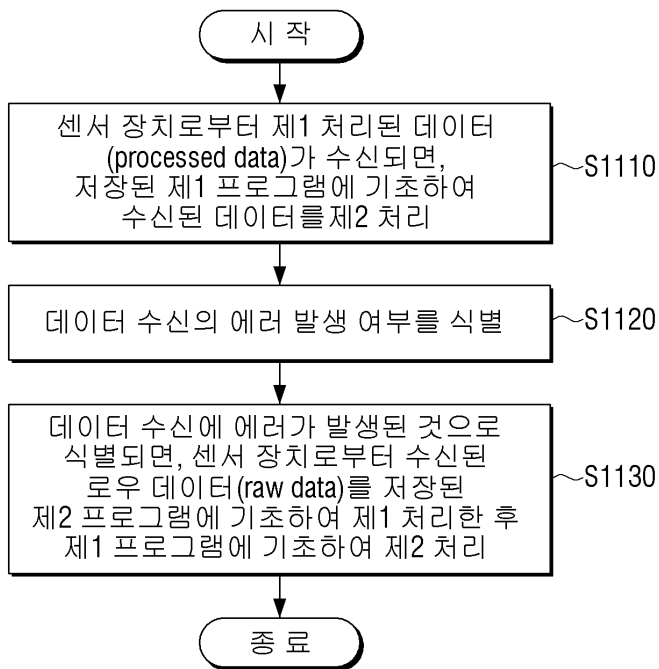 시 작
센서 장치로부터 제1 처리된 데이터
(processed data)가 수신되면,
저장된 제1 프로그램에 기초하여
수신된 데이터를제2 처리
S1110
데이터 수신의 에러 발생 여부를 식별
S1120
데이터 수신에 에러가 발생된 것으로
식별되면, 센서 장치로부터 수신된
로우 데이터(raw data)를 저장된
제2 프로그램에 기초하여 제1 처리한 후
제1 프로그램에 기초하여 제2 처리
S1130
종 료